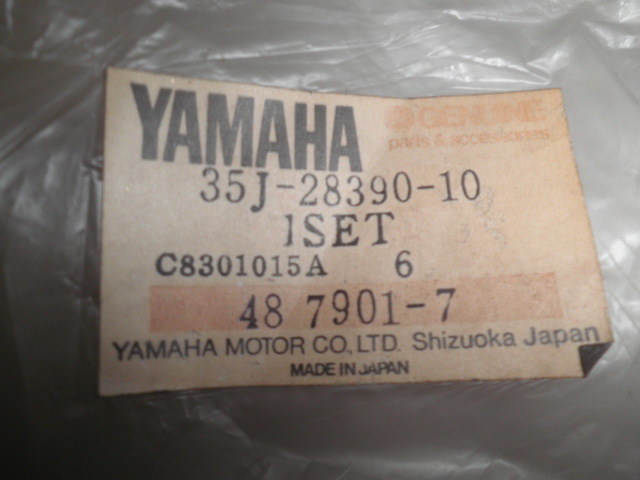 YAMAHA GENUINE
parts & accessories
35J-28390-10
1SET
C8301015A 6
48 7901-7
YAMAHA MOTOR CO., LTD. Shizuoka Japan
MADE IN JAPAN